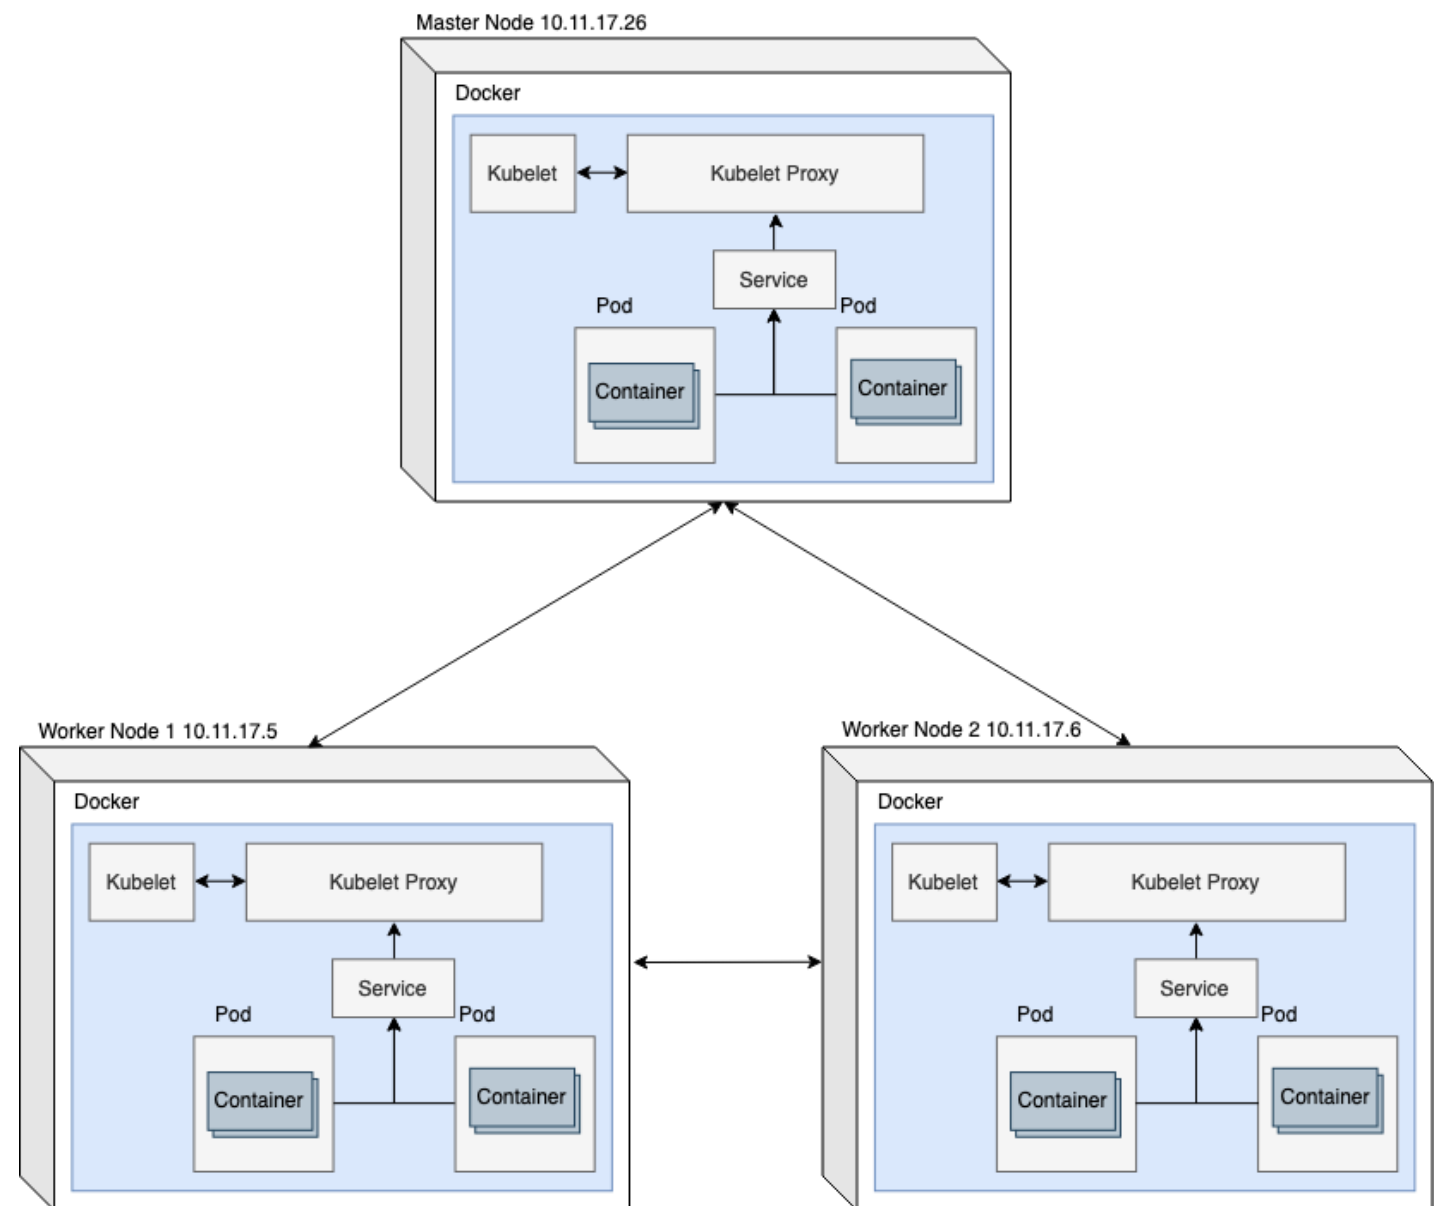 Master Node 10.11.17.26
Docker
Kubelet
Kubelet Proxy
Service
Pod
Pod
Container
Container
Worker Node 1 10.11.17.5
Docker
Kubelet
Kubelet Proxy
Service
Pod
Pod
Container
Container
Worker Node 2 10.11.17.6
Docker
Kubelet
Kubelet Proxy
Service
Pod
Pod
Container
Container